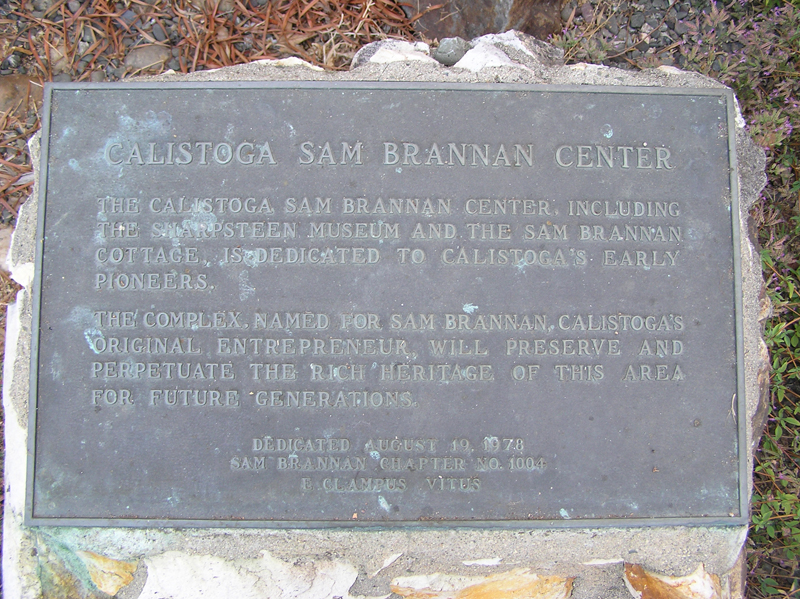 CALISTOGA SAM BRANNAN CENTER
THE CALISTOGA SAM BRANNAN CENTER, INCLUDING
THE SHARPSTEEN MUSEUM AND THE SAM BRANNAN
COTTAGE, IS DEDICATED TO CALISTOGA'S EARLY
PIONEERS.
THE COMPLEX, NAMED FOR SAM BRANNAN, CALISTOGA'S
ORIGINAL ENTREPRENEUR, WILL PRESERVE AND
PERPETUATE THE RICH HERITAGE OF THIS AREA
FOR FUTURE GENERATIONS.
DEDICATED AUGUST 19, 1978
SAM BRANNAN CHAPTER NO. 1004
E CLAMPUS VITUS